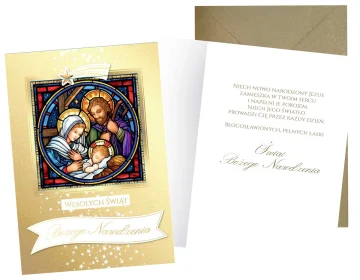 Wesołych Świąt
Bożego Narodzenia
Niech nowo narodzony Jezus
zamieszka w Twoim sercu
i napełni je pokojem.
Niech Jego światło
prowadzi Cię przez każdy dzień.
Błogosławionych, pełnych łask
Świąt
Bożego Narodzenia